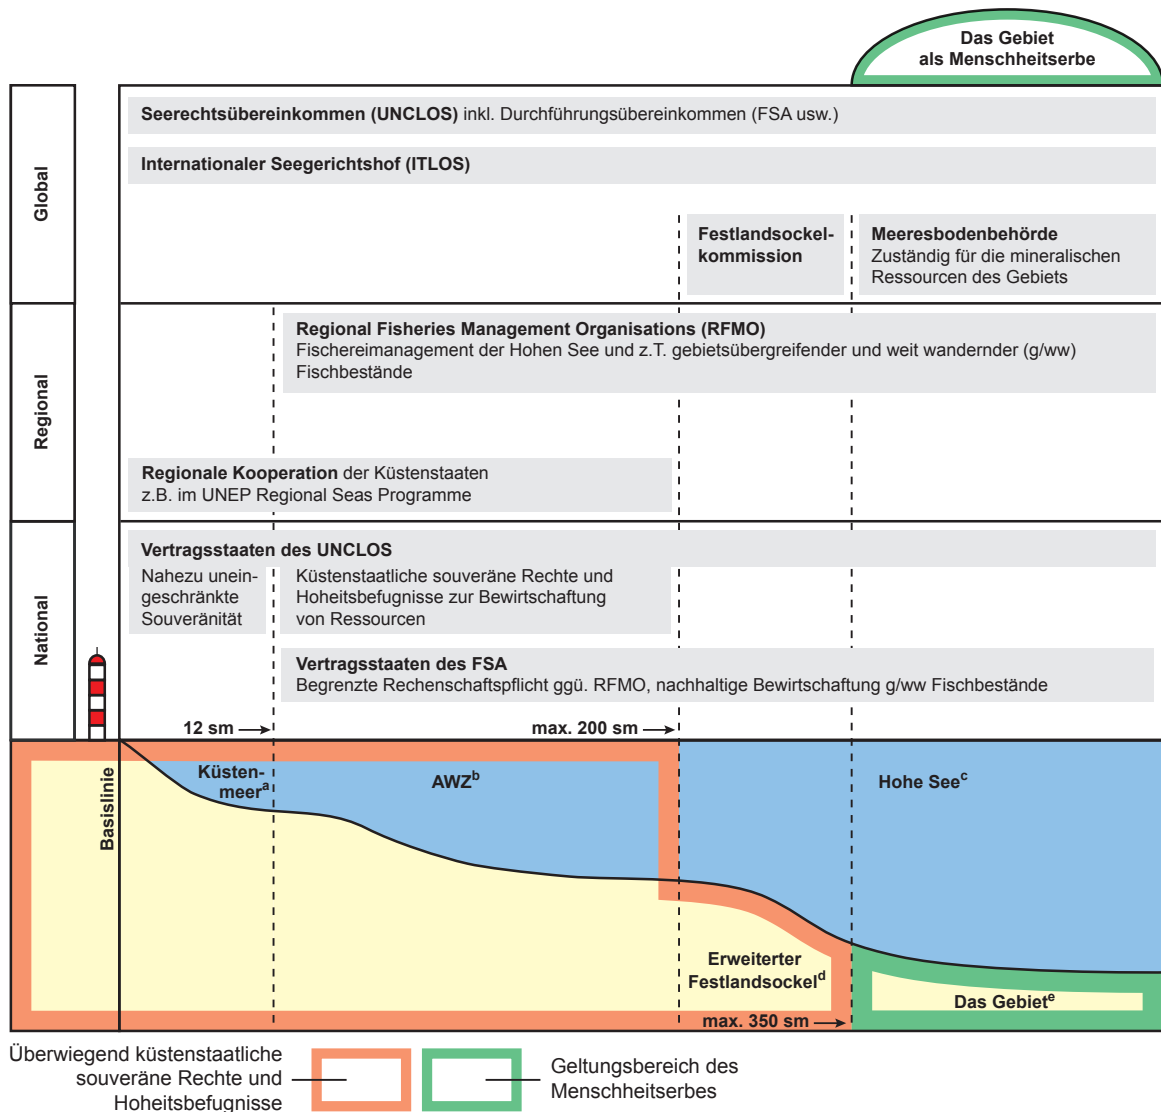 Das Gebiet
als Menschheitserbe
Global
Seerechtsübereinkommen (UNCLOS) inkl. Durchführungsübereinkommen (FSA usw.)
Internationaler Seegerichtshof (ITLOS)
Festlandsockel-
kommission
Meeresbodenbehörde
Zuständig für die mineralischen
Ressourcen des Gebiets
Regional
Regional Fisheries Management Organisations (RFMO)
Fischereimanagement der Hohen See und z.T. gebietsübergreifender und weit wandernder (g/ww)
Fischbestände
Regionale Kooperation der Küstenstaaten
z.B. im UNEP Regional Seas Programme
National
Vertragsstaaten des UNCLOS
Nahezu unein-
geschränkte
Souveränität
Küstenstaatliche souveräne Rechte und
Hoheitsbefugnisse zur Bewirtschaftung
von Ressourcen
Vertragsstaaten des FSA
Begrenzte Rechenschaftspflicht ggü. RFMO, nachhaltige Bewirtschaftung g/ww Fischbestände
12 sm
max. 200 sm
Basislinie
Küsten-
meerᵃ
AWZᵇ
Hohe Seeᶜ
Erweiterter
Festlandsockelᵈ
Das Gebietᵉ
max. 350 sm
Überwiegend küstenstaatliche
souveräne Rechte und
Hoheitsbefugnisse
Geltungsbereich des
Menschheitserbes